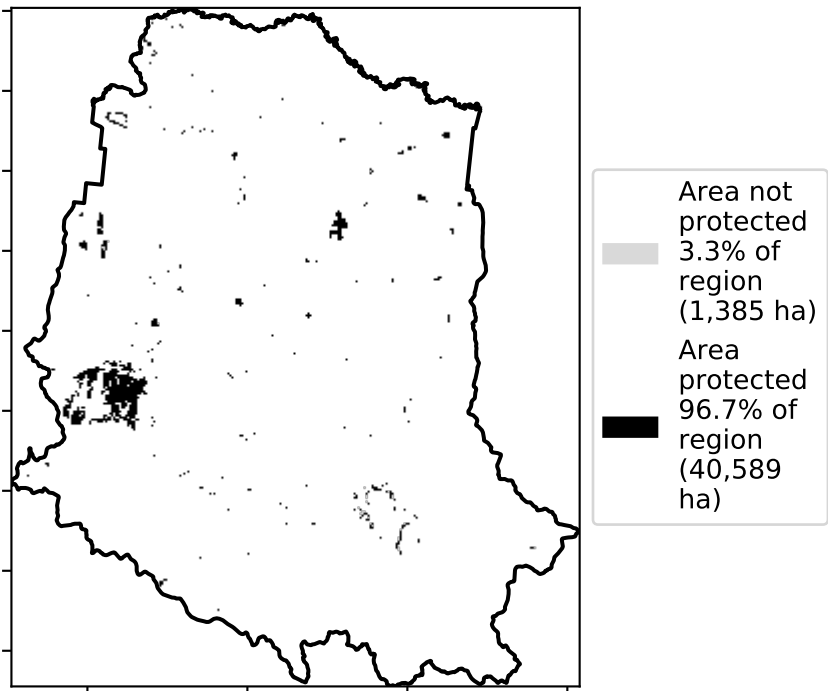 Area not
protected
3.3% of
region
(1,385 ha)
Area
protected
96.7% of
region
(40,589
ha)